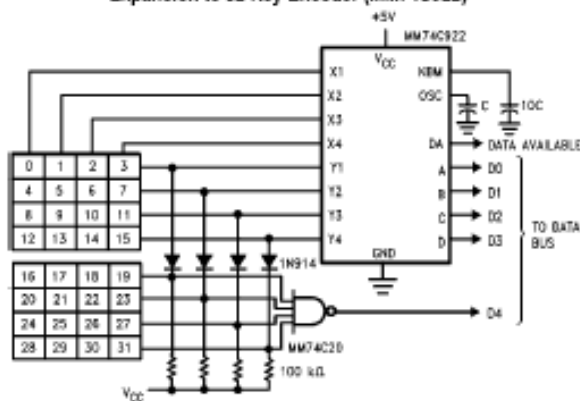 Expansion to 32 Key Encoder (MM74C922)
+5V
MM74C922
VCC
X1 KBM
X2 OSC C 10C
X3
X4 DA DATA AVAILABLE
0 1 2 3 Y1 A D0
4 5 6 7 Y2 B D1
8 9 10 11 Y3 C D2
12 13 14 15 Y4 D D3
TO DATA
BUS
GND
1N914
16 17 18 19
20 21 22 23
24 25 26 27
28 29 30 31
D4
MM74C20
100 kΩ
VCC